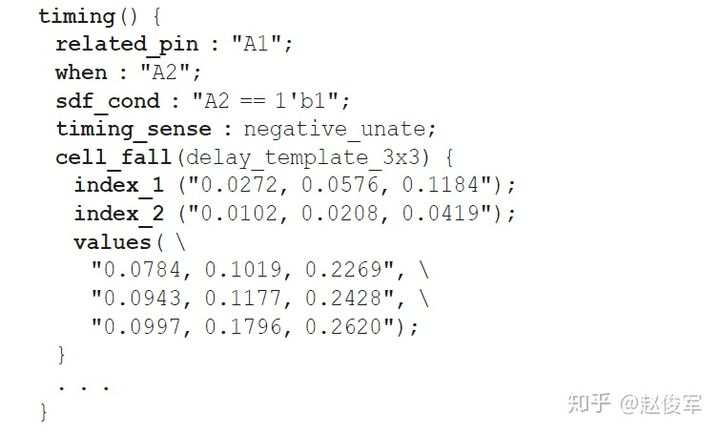 timing() {
related_pin : "A1";
when : "A2";
sdf_cond : "A2 == 1'b1";
timing_sense : negative_unate;
cell_fall(delay_template_3x3) {
index_1 ("0.0272, 0.0576, 0.1184");
index_2 ("0.0102, 0.0208, 0.0419");
values( \
"0.0784, 0.1019, 0.2269", \
"0.0943, 0.1177, 0.2428", \
"0.0997, 0.1796, 0.2620");
}
. . .
}
知乎 @赵俊军